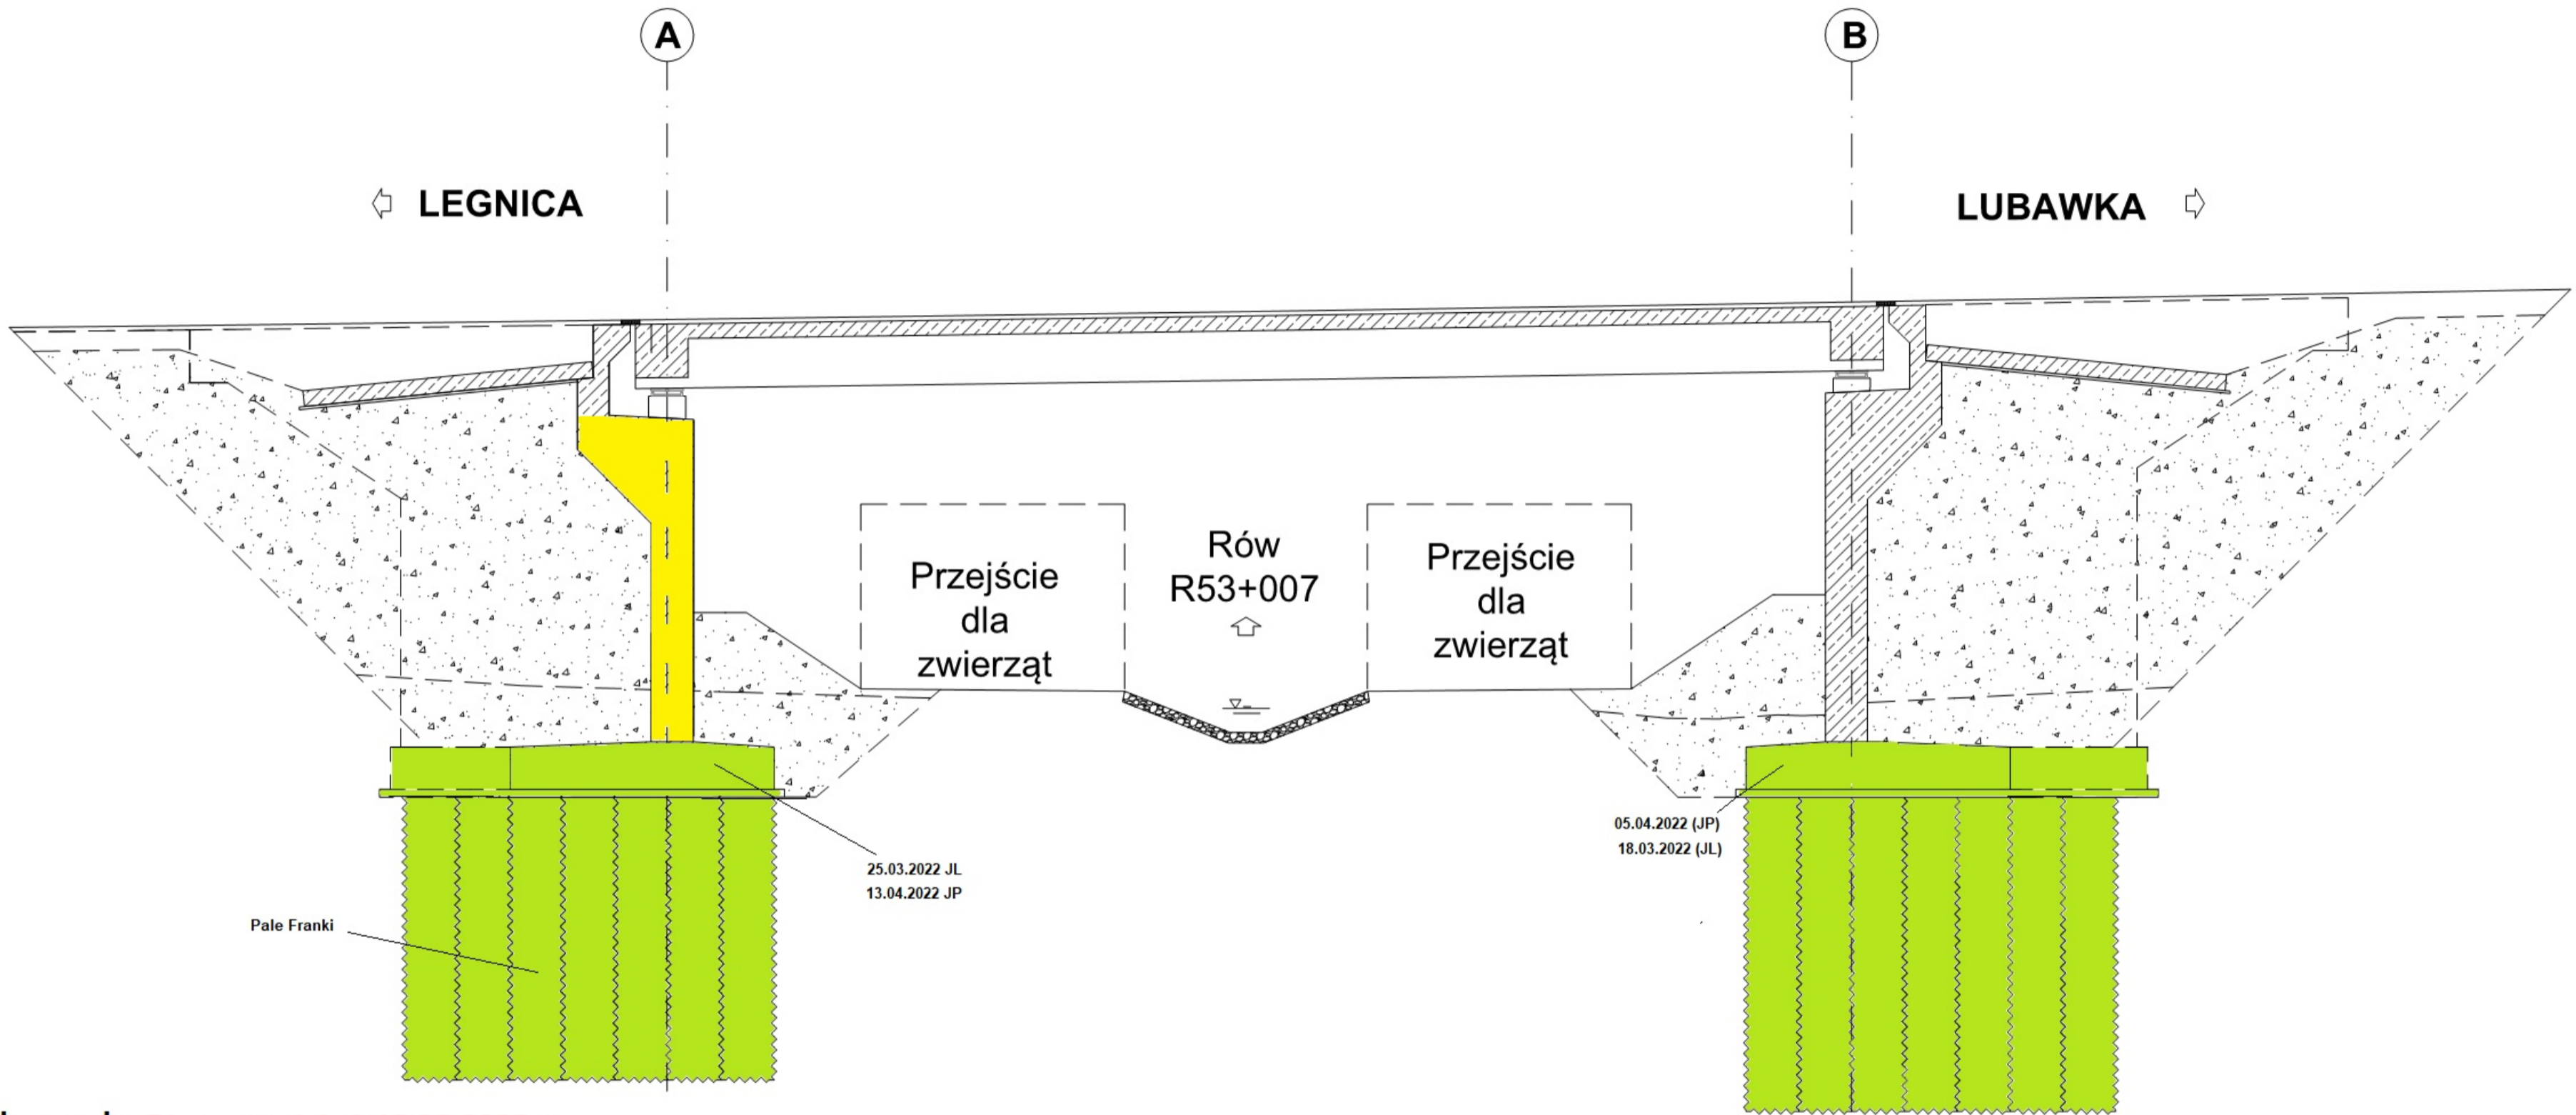 A
B
LEGNICA
LUBAWKA
Przejście
dla
zwierząt
Rów
R53+007
Przejście
dla
zwierząt
25.03.2022 JL
13.04.2022 JP
05.04.2022 (JP)
18.03.2022 (JL)
Pale Franki